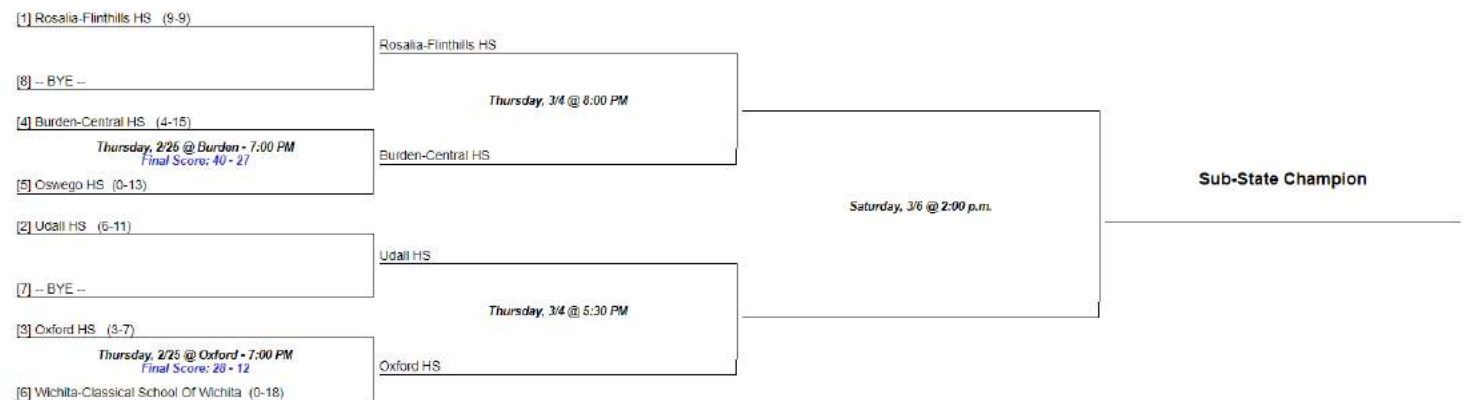 [1] Rosalia-Flinthills HS (9-9)
Rosalia-Flinthills HS
[8] -- BYE --
Thursday, 3/4 @ 8:00 PM
[4] Burden-Central HS (4-15)
Thursday, 2/25 @ Burden - 7:00 PM
Final Score: 40 - 27
Burden-Central HS
[5] Oswego HS (0-13)
Sub-State Champion
Saturday, 3/6 @ 2:00 p.m.
[2] Udall HS (6-11)
Udall HS
[7] -- BYE --
Thursday, 3/4 @ 5:30 PM
[3] Oxford HS (3-7)
Thursday, 2/25 @ Oxford - 7:00 PM
Final Score: 28 - 12
Oxford HS
[6] Wichita-Classical School Of Wichita (0-18)